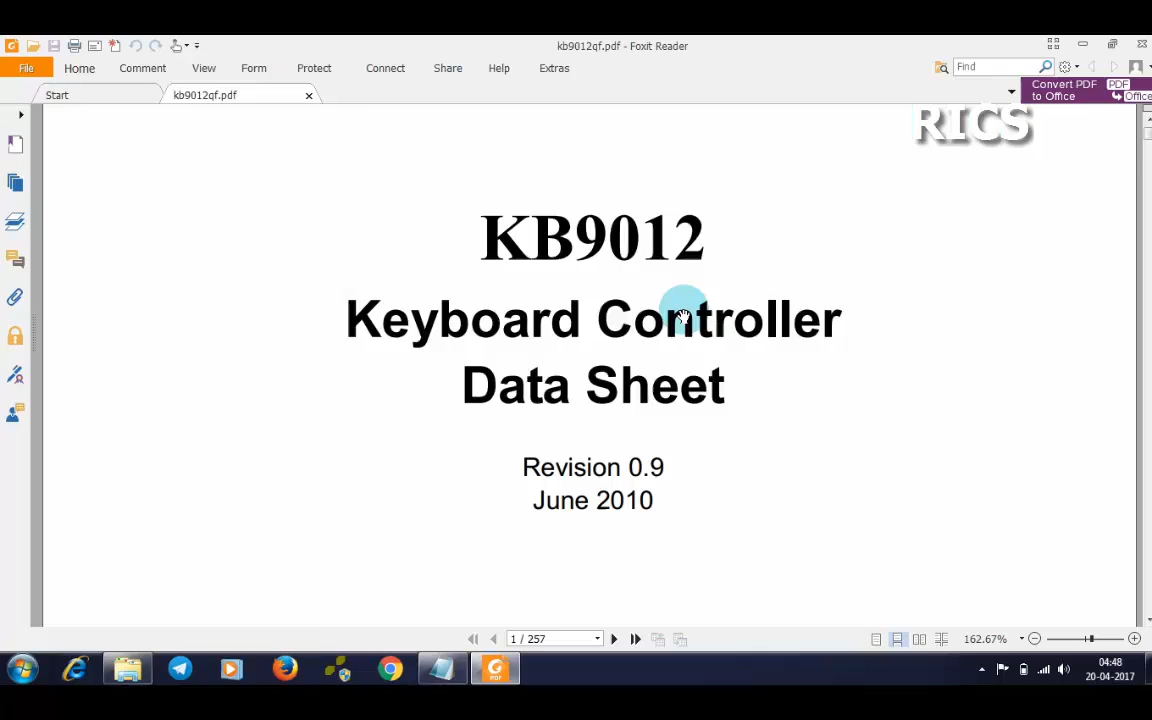 kb9012qf.pdf - Foxit Reader
File Home Comment View Form Protect Connect Share Help Extras
Find
Start
kb9012qf.pdf
Convert PDF
to Office
PDF
Office
RICS
KB9012
Keyboard Controller
Data Sheet
Revision 0.9
June 2010
1 / 257
162.67%
04:48
20-04-2017